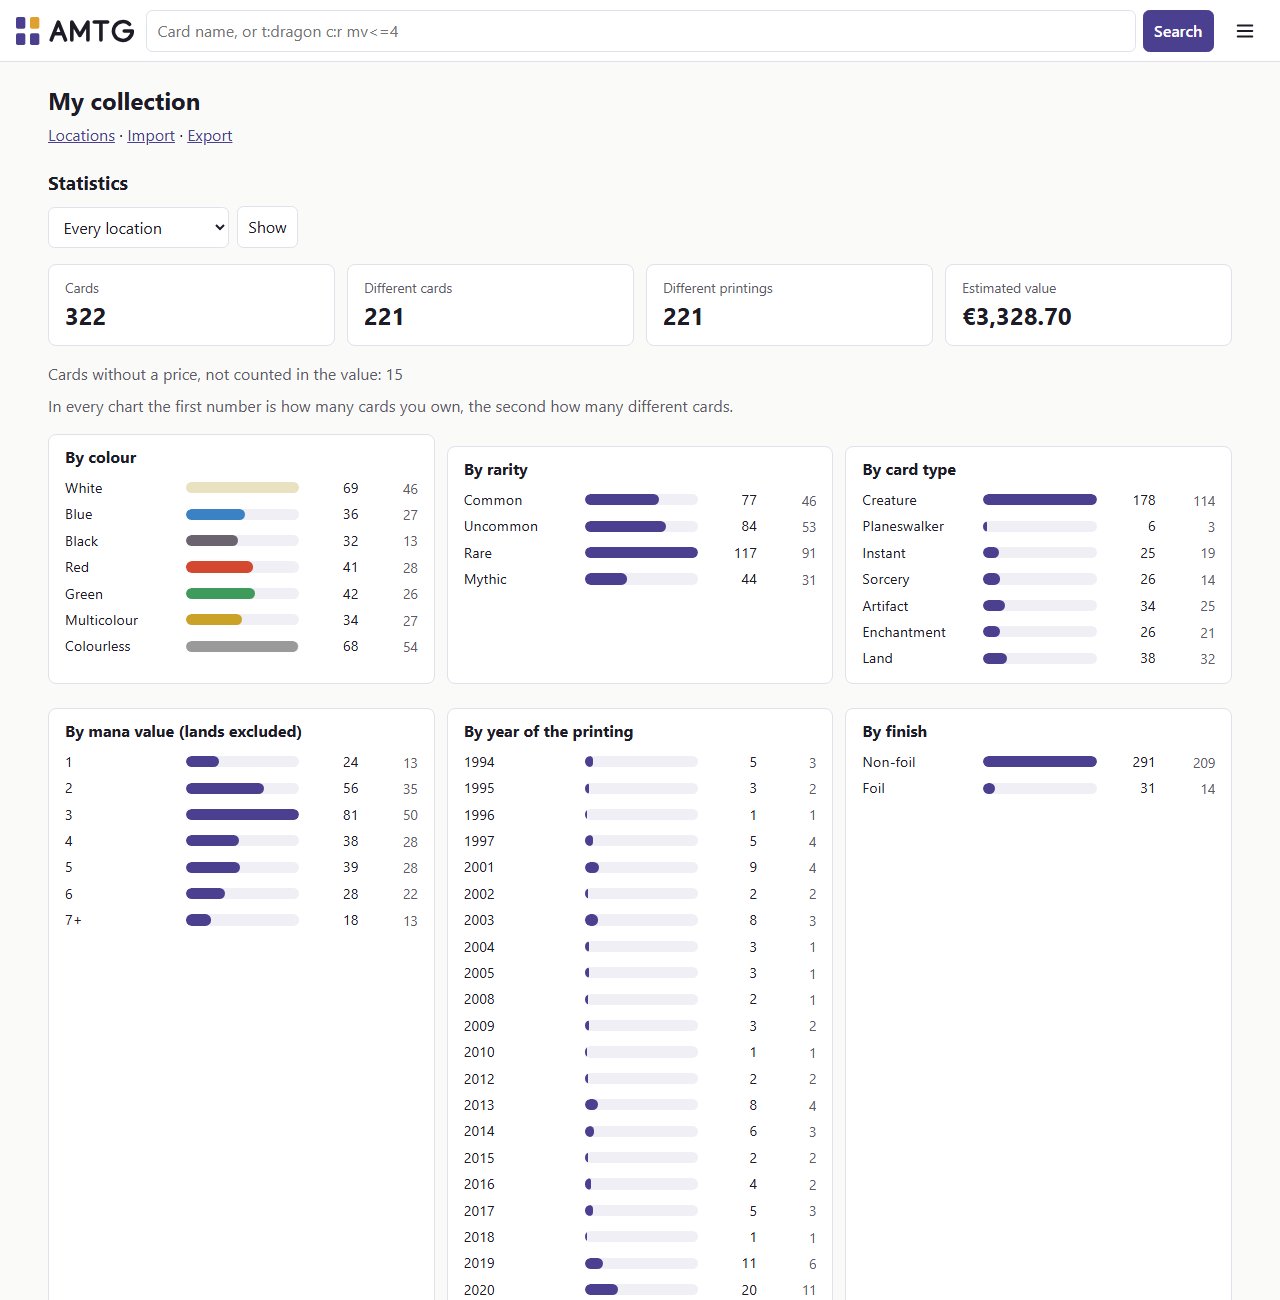 AMTG
Card name, or t:dragon c:r mv<=4
Search
My collection
Locations · Import · Export
Statistics
Every location
Show
Cards
322
Different cards
221
Different printings
221
Estimated value
€3,328.70
Cards without a price, not counted in the value: 15
In every chart the first number is how many cards you own, the second how many different cards.
By colour
White 69 46
Blue 36 27
Black 32 13
Red 41 28
Green 42 26
Multicolour 34 27
Colourless 68 54
By rarity
Common 77 46
Uncommon 84 53
Rare 117 91
Mythic 44 31
By card type
Creature 178 114
Planeswalker 6 3
Instant 25 19
Sorcery 26 14
Artifact 34 25
Enchantment 26 21
Land 38 32
By mana value (lands excluded)
1 24 13
2 56 35
3 81 50
4 38 28
5 39 28
6 28 22
7+ 18 13
By year of the printing
1994 5 3
1995 3 2
1996 1 1
1997 5 4
2001 9 4
2002 2 2
2003 8 3
2004 3 1
2005 3 1
2008 2 1
2009 3 2
2010 1 1
2012 2 2
2013 8 4
2014 6 3
2015 2 2
2016 4 2
2017 5 3
2018 1 1
2019 11 6
2020 20 11
By finish
Non-foil 291 209
Foil 31 14